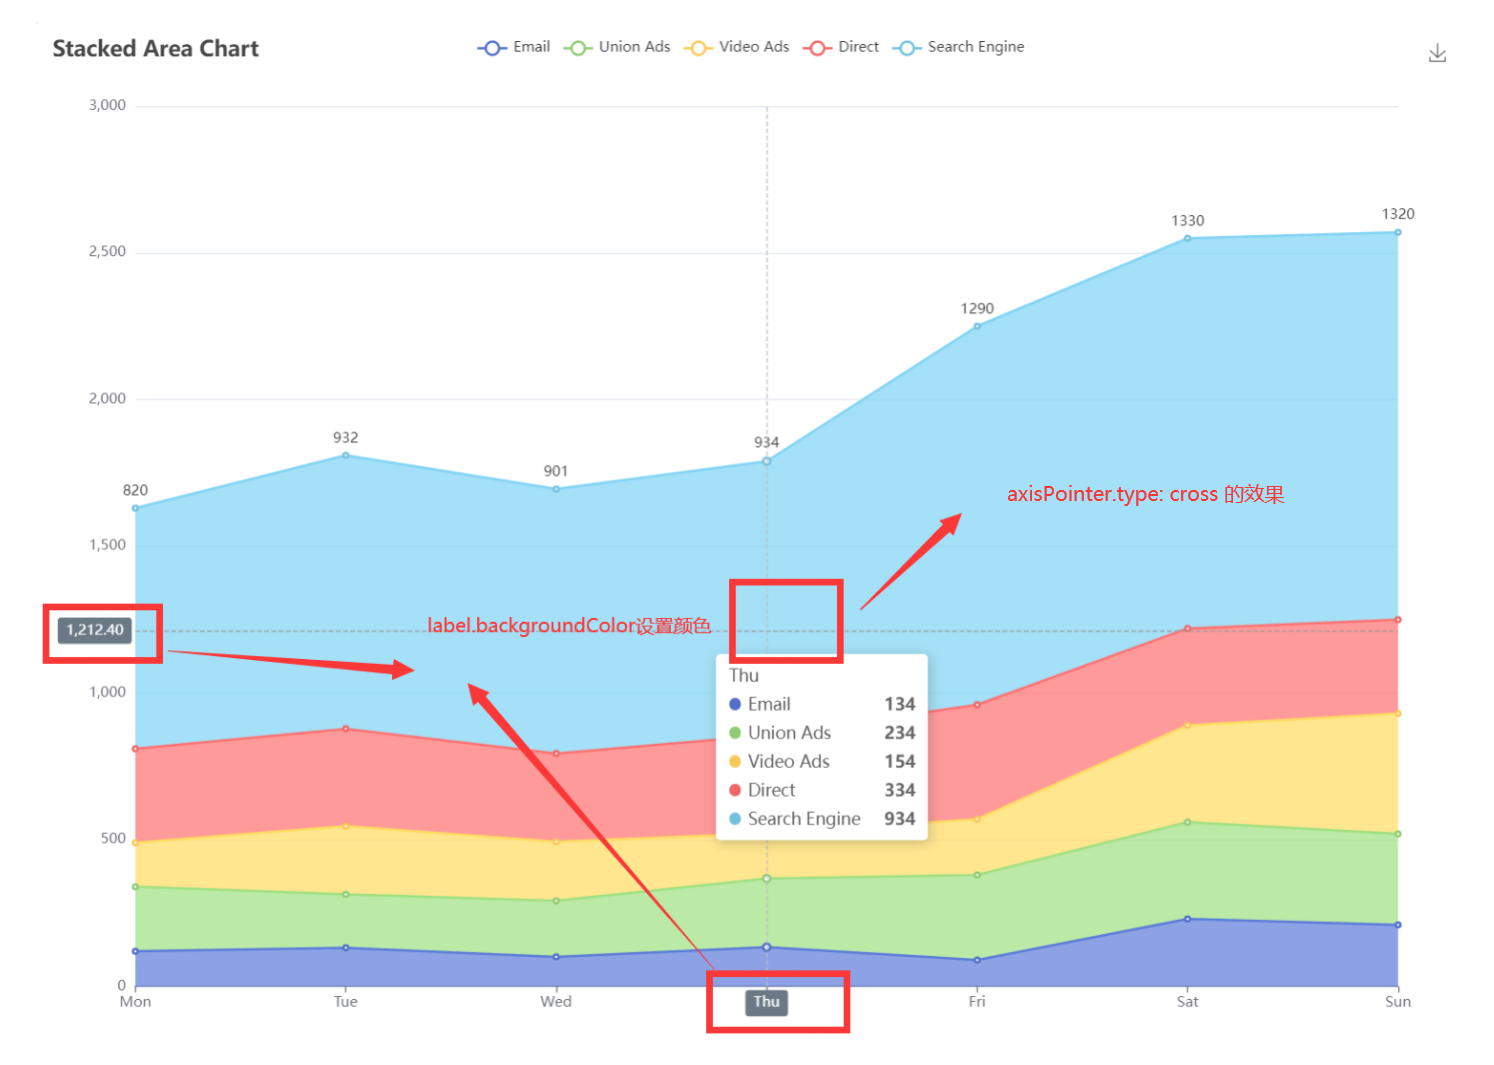 Stacked Area Chart
Email Union Ads Video Ads Direct Search Engine
3,000
2,500
2,000
1,500
1,212.40
1,000
500
0
820
932
901
934
1290
1330
1320
axisPointer.type: cross 的效果
label.backgroundColor设置颜色
Thu
Email 134
Union Ads 234
Video Ads 154
Direct 334
Search Engine 934
Mon Tue Wed Thu Fri Sat Sun